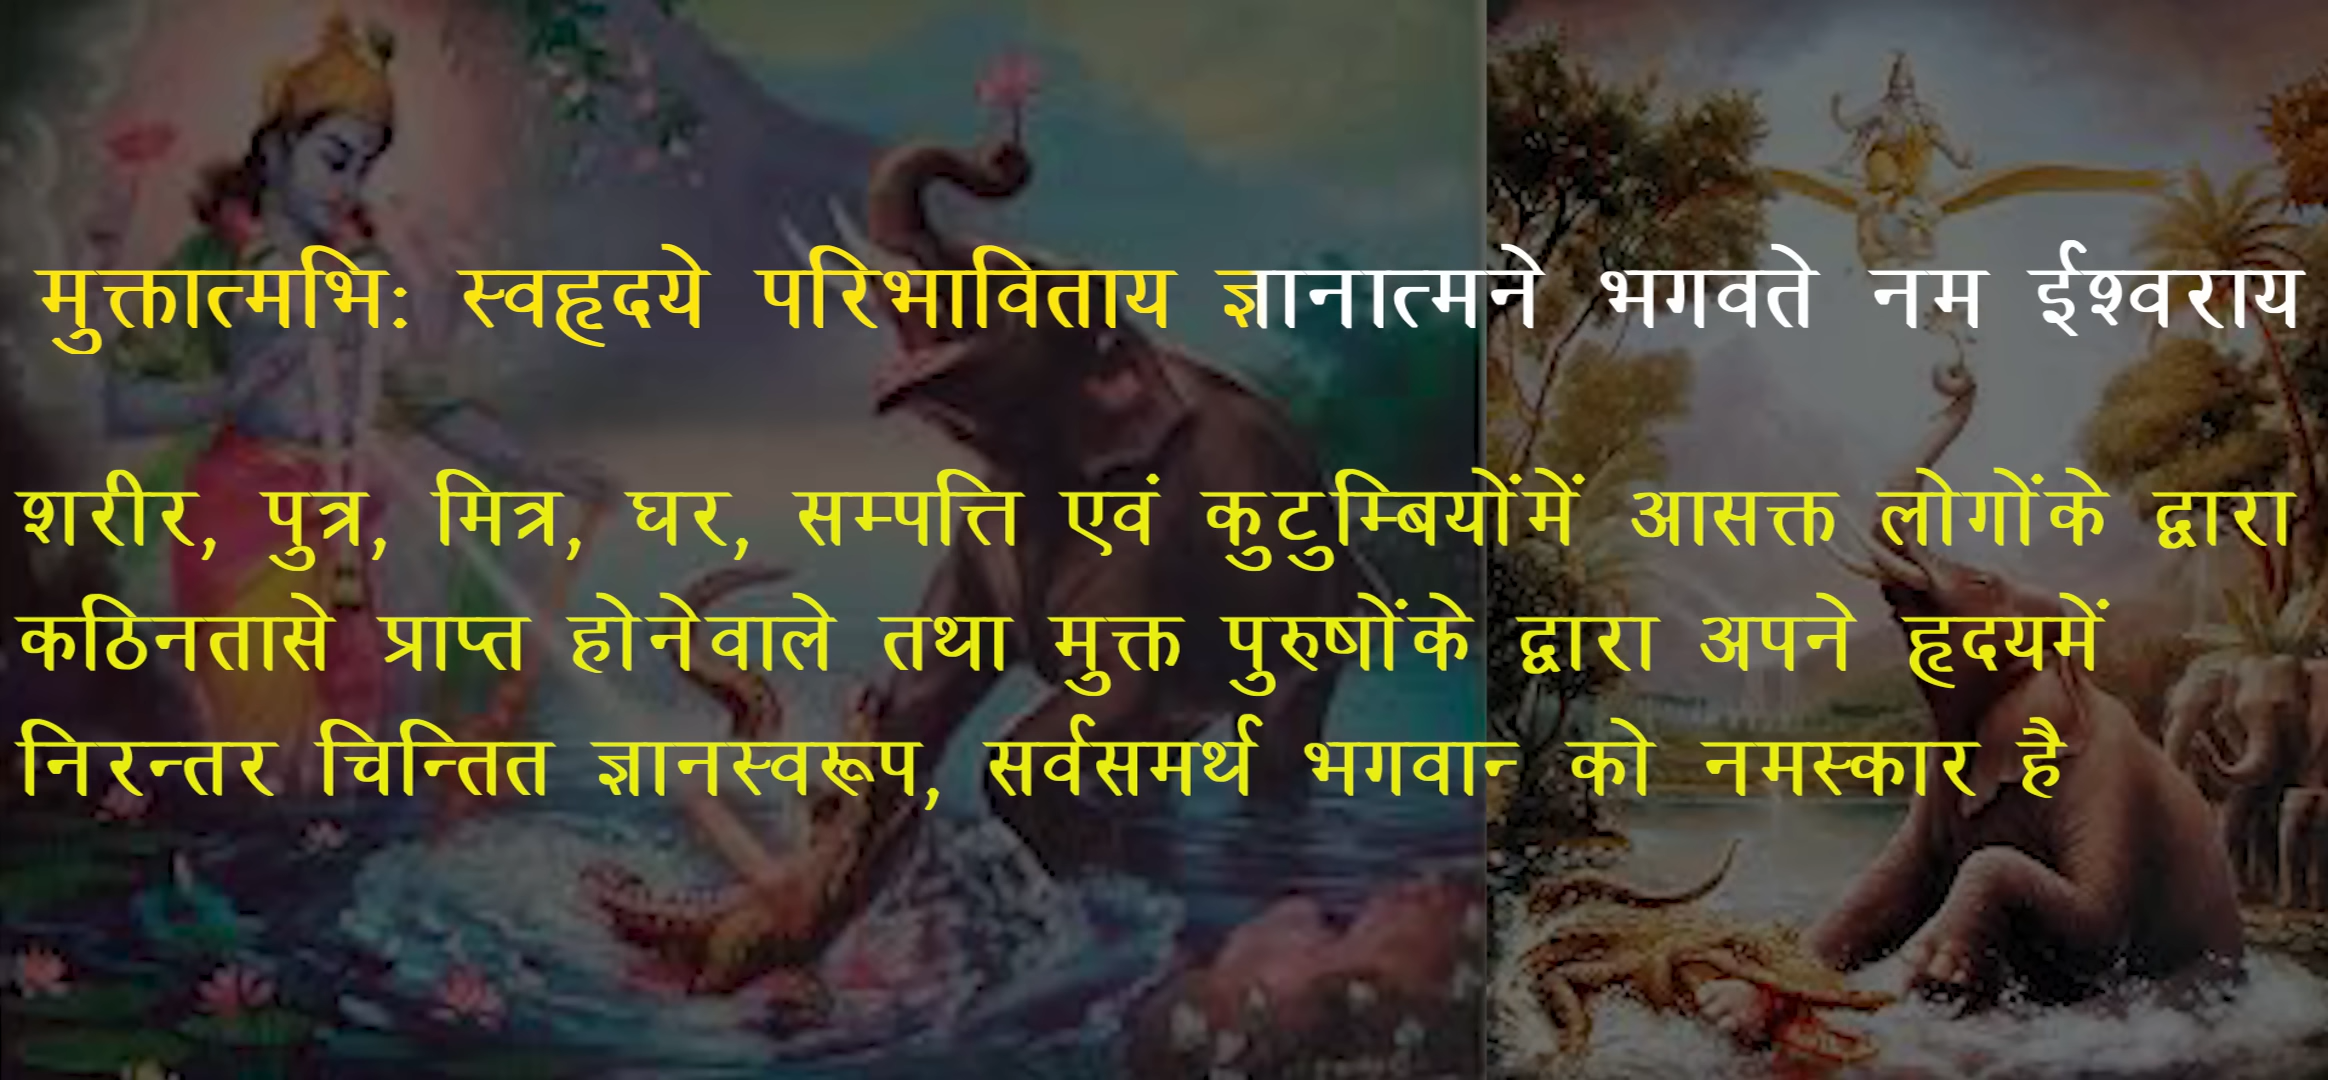 मुक्तात्मभिः स्वहृदये परिभाविताय ज्ञानात्मने भगवते नम ईश्वराय
शरीर, पुत्र, मित्र, घर, सम्पत्ति एवं कुटुम्बियोंमें आसक्त लोगोंके द्वारा
कठिनतासे प्राप्त होनेवाले तथा मुक्त पुरुषोंके द्वारा अपने हृदयमें
निरन्तर चिन्तित ज्ञानस्वरूप, सर्वसमर्थ भगवान को नमस्कार है